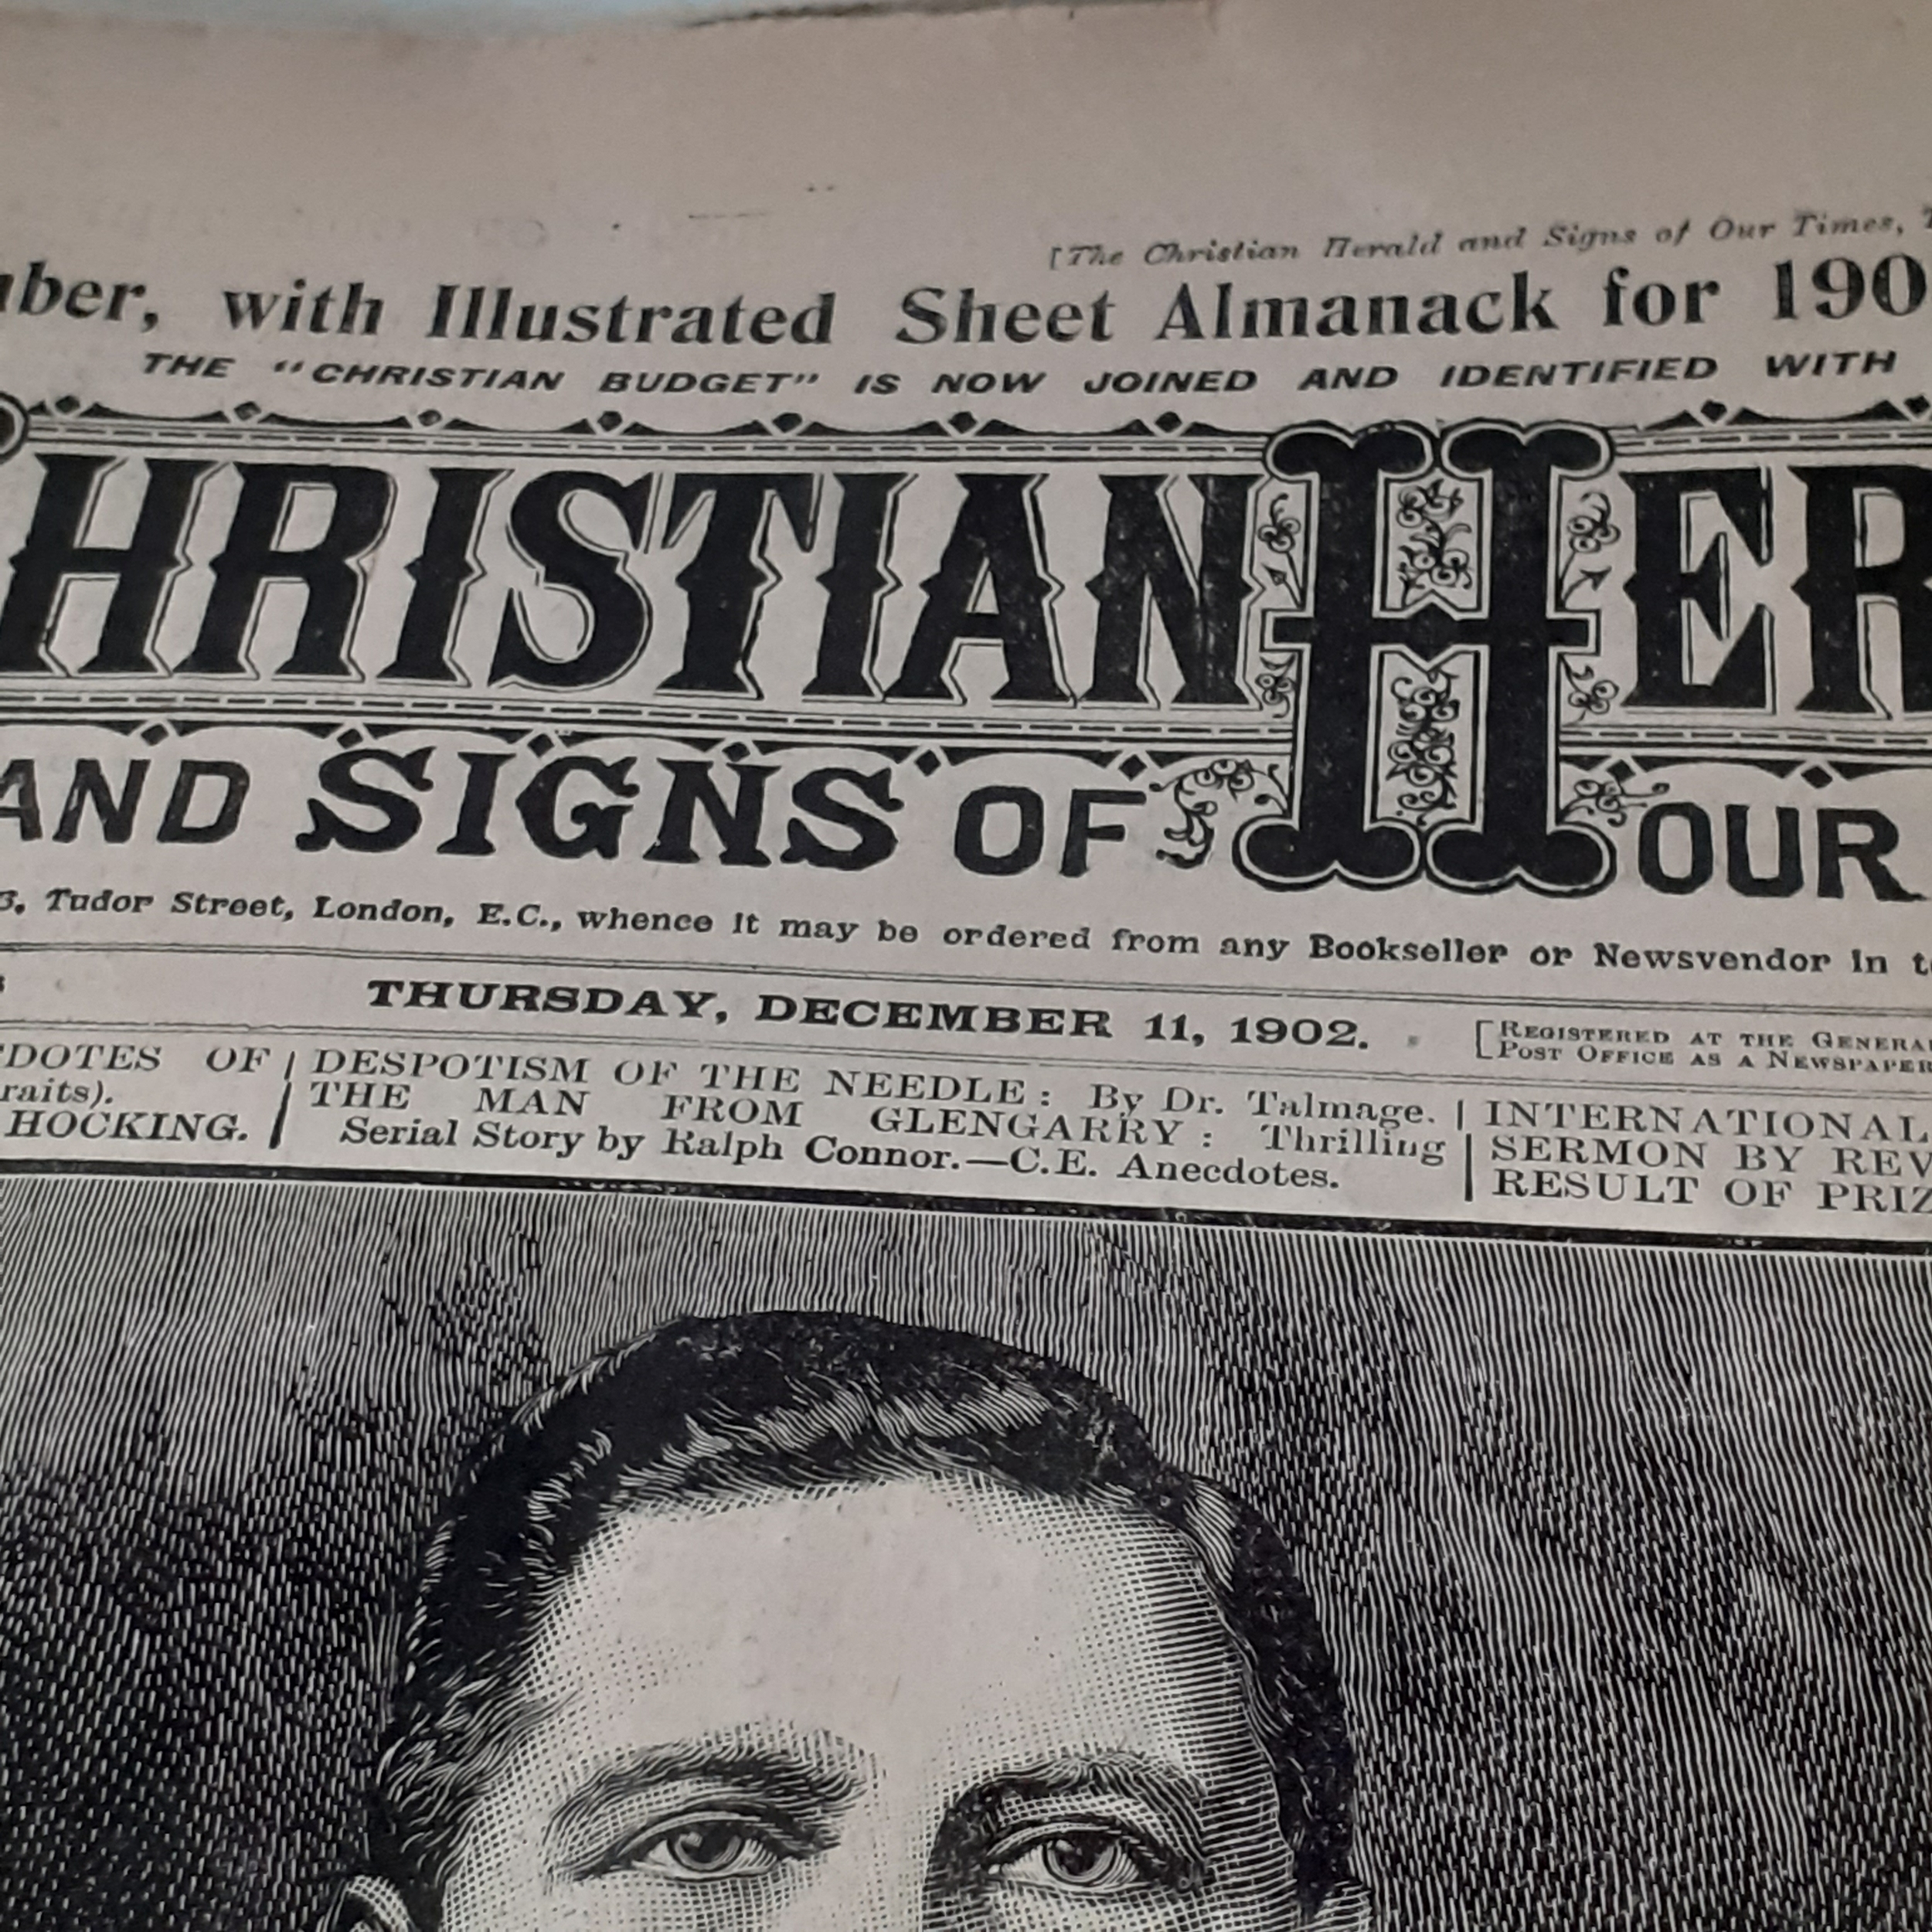 [The Christian Herald and Signs of Our Times,
with Illustrated Sheet Almanack for 190
THE "CHRISTIAN BUDGET" IS NOW JOINED AND IDENTIFIED WITH
HRISTIAN HER
AND SIGNS OF OUR
Tudor Street, London, E.C., whence it may be ordered from any Bookseller or Newsvendor in
THURSDAY, DECEMBER 11, 1902.
[REGISTERED AT THE GENERAL
POST OFFICE AS A NEWSPAPER
DOTES OF
raits).
HOCKING.
DESPOTISM OF THE NEEDLE: By Dr. Talmage.
THE MAN FROM GLENGARRY: Thrilling
Serial Story by Ralph Connor.—C.E. Anecdotes.
INTERNATIONAL
SERMON BY REV
RESULT OF PRIZ